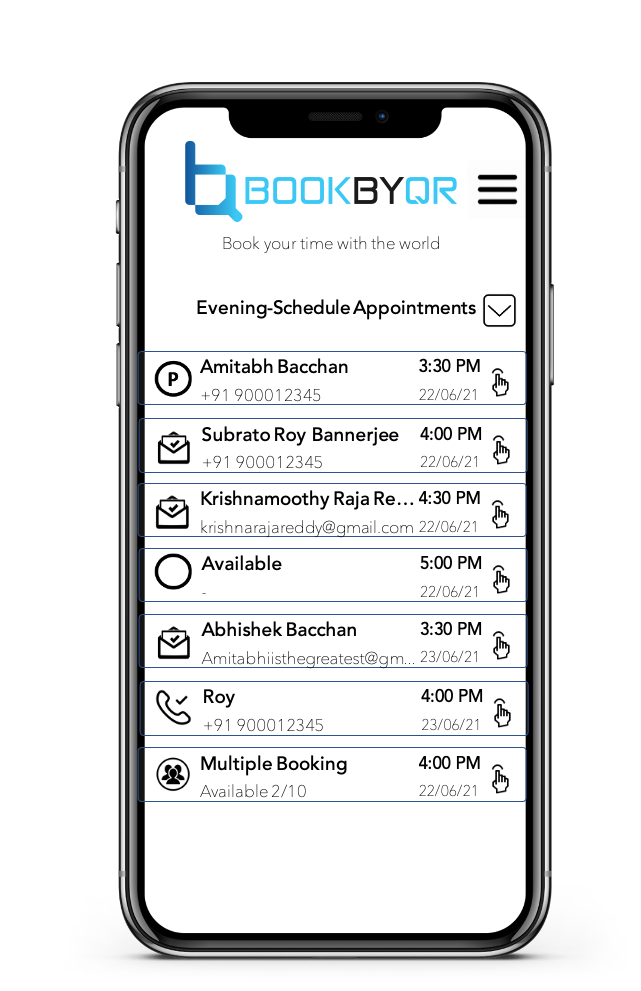 BOOKBYQR
Book your time with the world
Evening-Schedule Appointments
P
Amitabh Bacchan 3:30 PM
+91 900012345 22/06/21
Subrato Roy Bannerjee 4:00 PM
+91 900012345 22/06/21
Krishnamoothy Raja Re... 4:30 PM
krishnarajareddy@gmail.com 22/06/21
Available 5:00 PM
- 22/06/21
Abhishek Bacchan 3:30 PM
Amitabhiisthegreatest@gm... 23/06/21
Roy 4:00 PM
+91 900012345 23/06/21
Multiple Booking 4:00 PM
Available 2/10 22/06/21